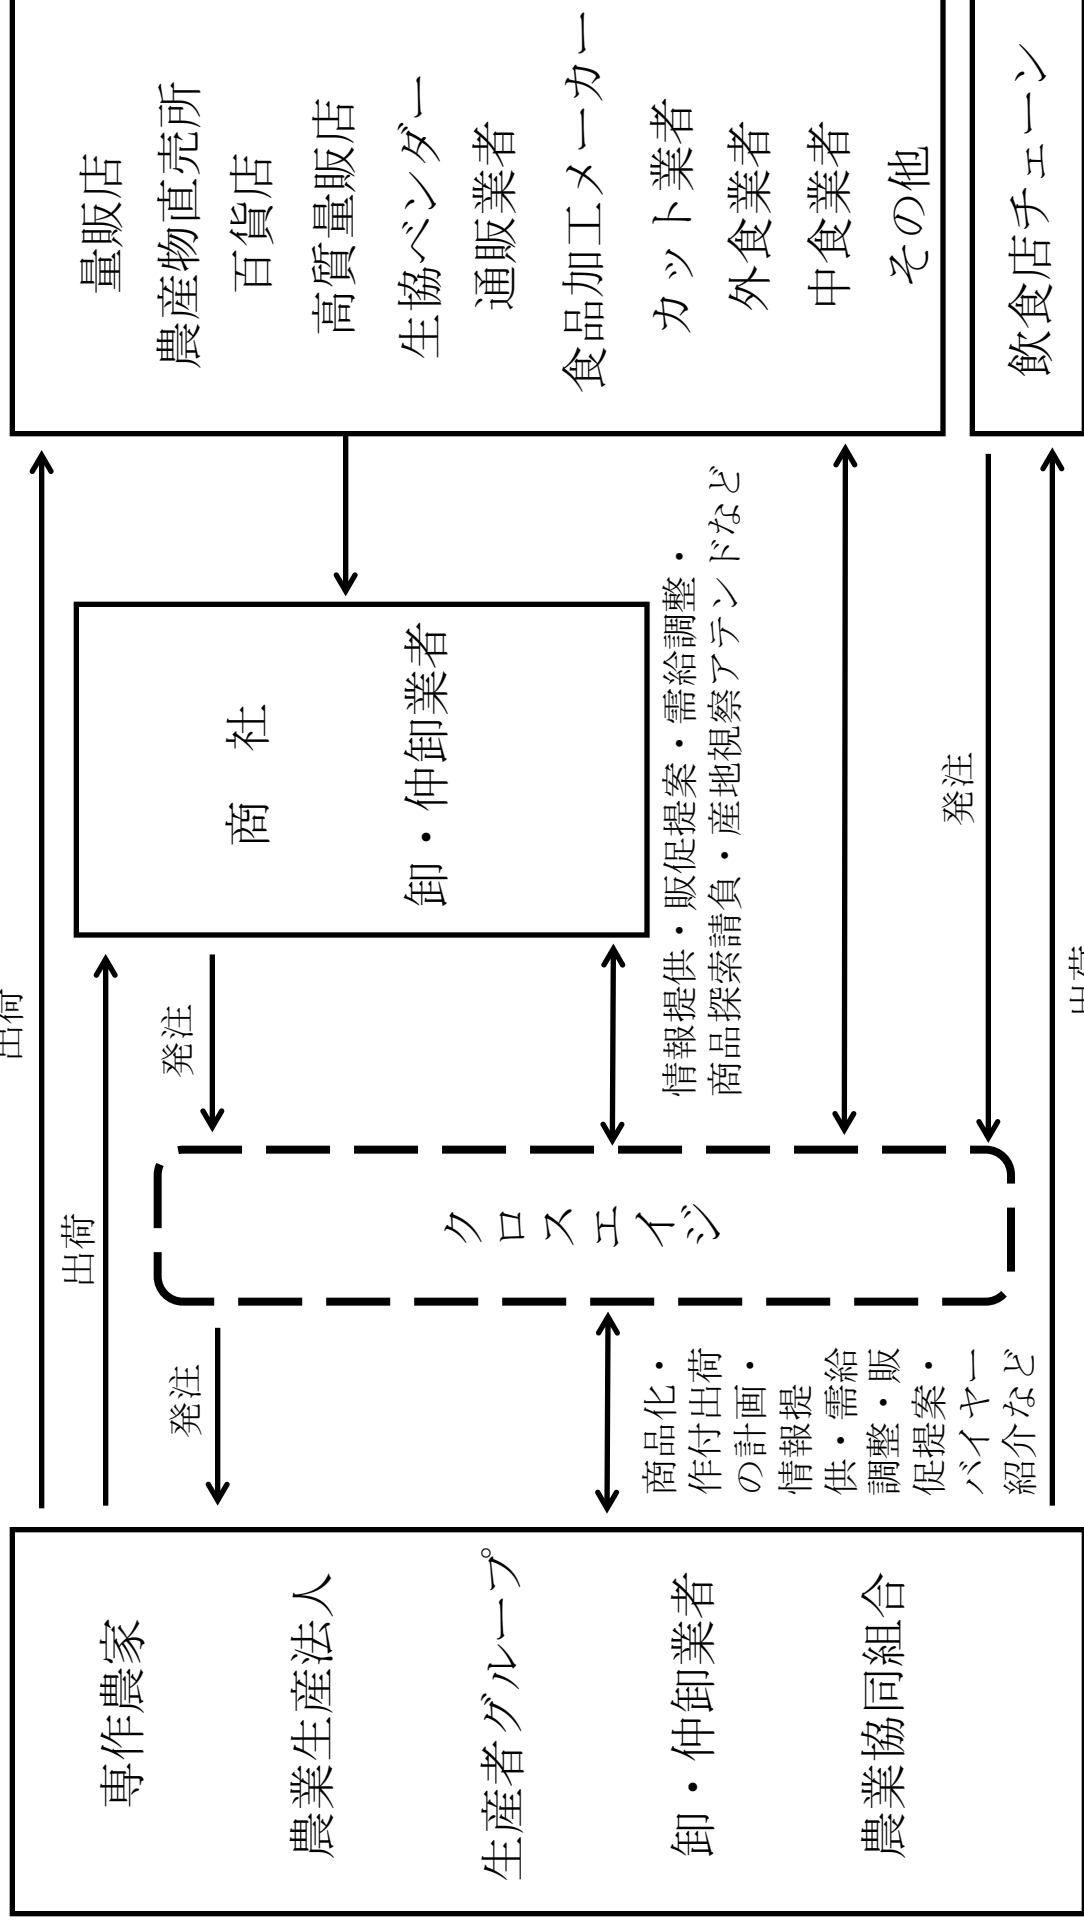 出荷
出荷
専作農家
農業生産法人
生産者グループ
卸・仲卸業者
農業協同組合
発注
商品化・
作付出荷
の計画・
情報提
供・需給
調整・販
促提案・
バイヤー
紹介など
クロスエイジ
発注
商　社
卸・仲卸業者
情報提供・販促提案・需給調整・
商品探索請負・産地視察アテンドなど
発注
量販店
農産物直売所
百貨店
高質量販店
生協ベンダー
通販業者
食品加工メーカー
カット業者
外食業者
中食業者
その他
飲食店チェーン